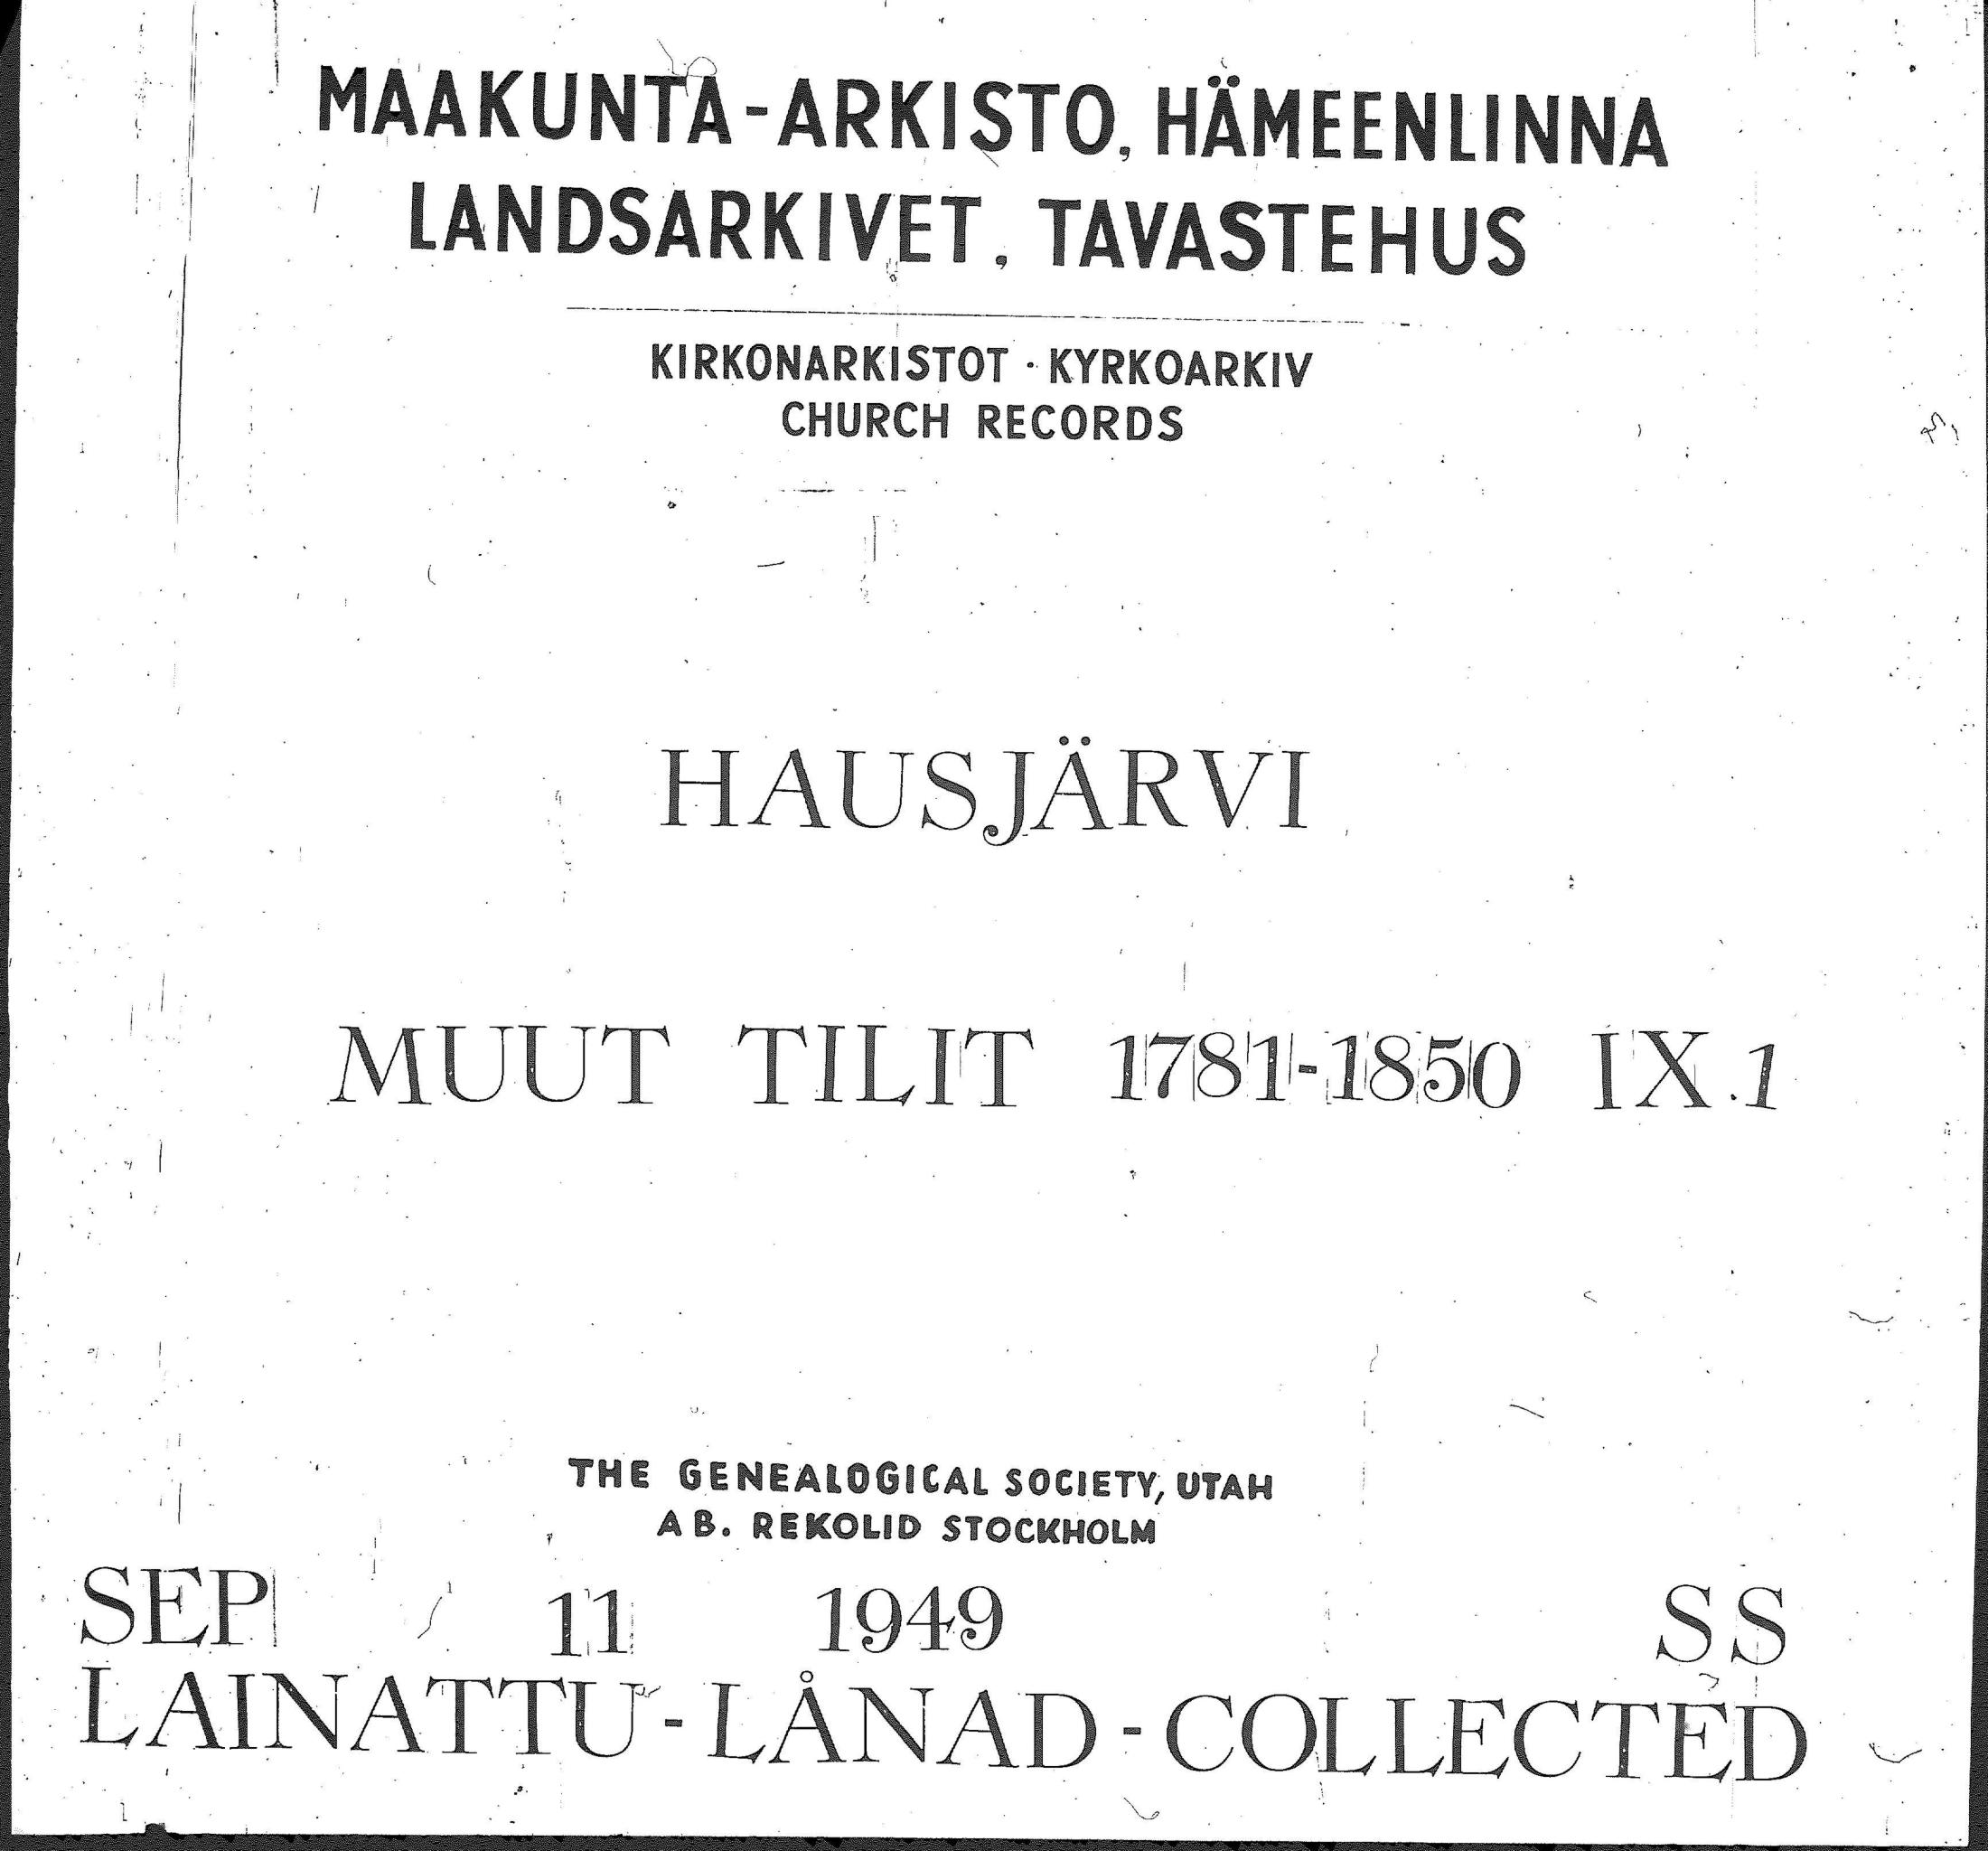 MAAKUNTA-ARKISTO, HÄMEENLINNA
LANDSARKIVET, TAVASTEHUS
KIRKONARKISTOT · KYRKOARKIV
CHURCH RECORDS
HAUSJÄRVI
MUUT TILIT 1781-1850 IX.1
THE GENEALOGICAL SOCIETY, UTAH
AB. REKOLID STOCKHOLM
SEP 11 1949 SS
LAINATTU-LÅNAD-COLLECTED